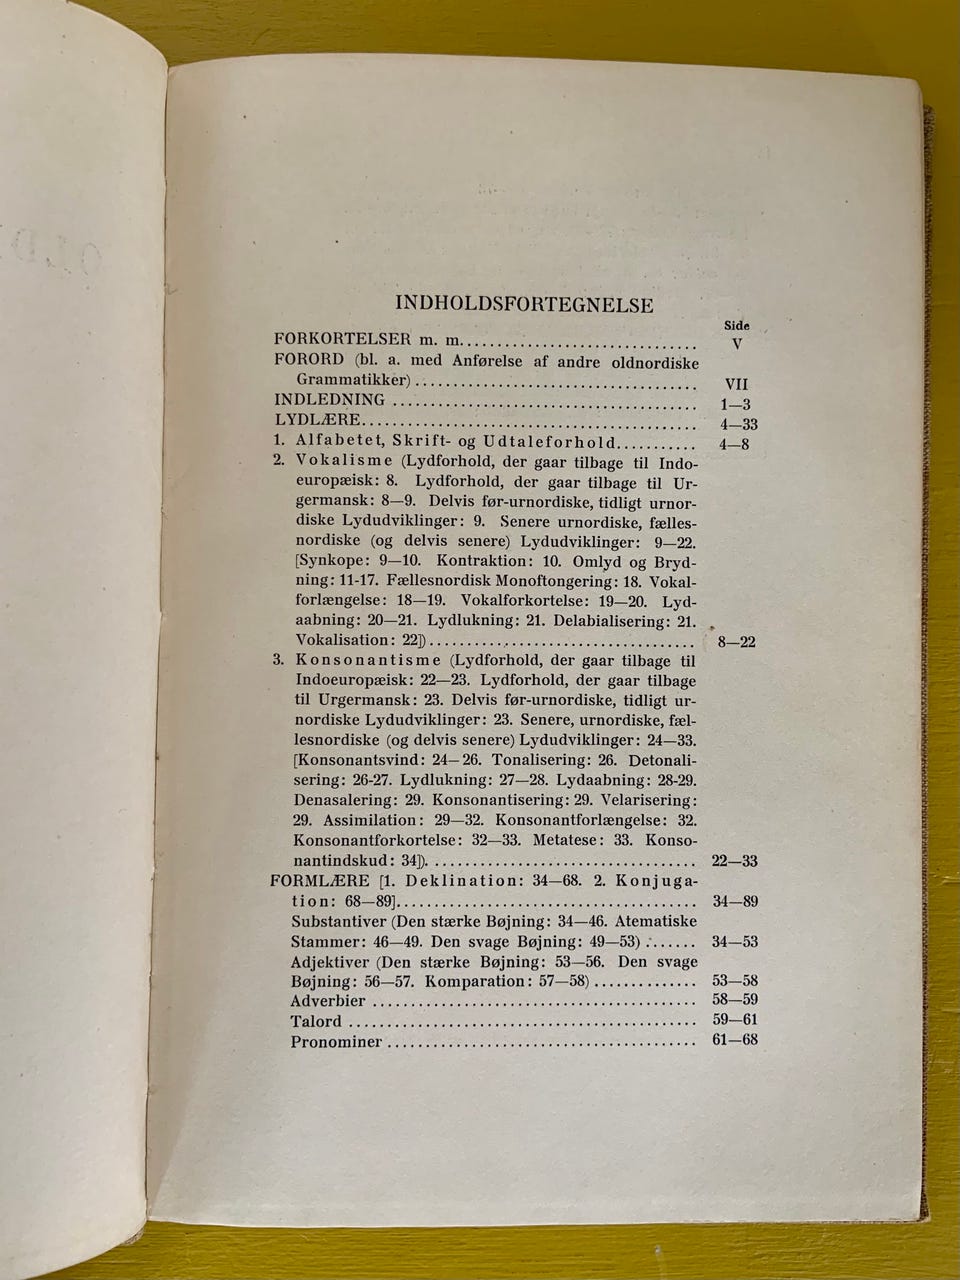 INDHOLDSFORTEGNELSE
Side
FORKORTELSER m. m.............................. V
FORORD (bl. a. med Anførelse af andre oldnordiske
Grammatikker) .................................... VII
INDLEDNING ....................................... 1—3
LYDLÆRE........................................... 4—33
1. Alfabetet, Skrift- og Udtaleforhold........... 4—8
2. Vokalisme (Lydforhold, der gaar tilbage til Indo-
europæisk: 8. Lydforhold, der gaar tilbage til Ur-
germansk: 8—9. Delvis før-urnordiske, tidligt urnor-
diske Lydudviklinger: 9. Senere urnordiske, fælles-
nordiske (og delvis senere) Lydudviklinger: 9—22.
[Synkope: 9—10. Kontraktion: 10. Omlyd og Bryd-
ning: 11-17. Fællesnordisk Monoftongering: 18. Vokal-
forlængelse: 18—19. Vokalforkortelse: 19—20. Lyd-
aabning: 20—21. Lydlukning: 21. Delabialisering: 21.
Vokalisation: 22]).................................. 8—22
3. Konsonantisme (Lydforhold, der gaar tilbage til
Indoeuropæisk: 22—23. Lydforhold, der gaar tilbage
til Urgermansk: 23. Delvis før-urnordiske, tidligt ur-
nordiske Lydudviklinger: 23. Senere, urnordiske, fæl-
lesnordiske (og delvis senere) Lydudviklinger: 24—33.
[Konsonantsvind: 24—26. Tonalisering: 26. Detonali-
sering: 26-27. Lydlukning: 27—28. Lydaabning: 28-29.
Denasalering: 29. Konsonantisering: 29. Velarisering:
29. Assimilation: 29—32. Konsonantforlængelse: 32.
Konsonantforkortelse: 32—33. Metatese: 33. Konso-
nantindskud: 34]).................................. 22—33
FORMLÆRE [1. Deklination: 34—68. 2. Konjuga-
tion: 68—89]...................................... 34—89
Substantiver (Den stærke Bøjning: 34—46. Atematiske
Stammer: 46—49. Den svage Bøjning: 49—53) ....... 34—53
Adjektiver (Den stærke Bøjning: 53—56. Den svage
Bøjning: 56—57. Komparation: 57—58).............. 53—58
Adverbier ......................................... 58—59
Talord ............................................ 59—61
Pronominer ....................................... 61—68